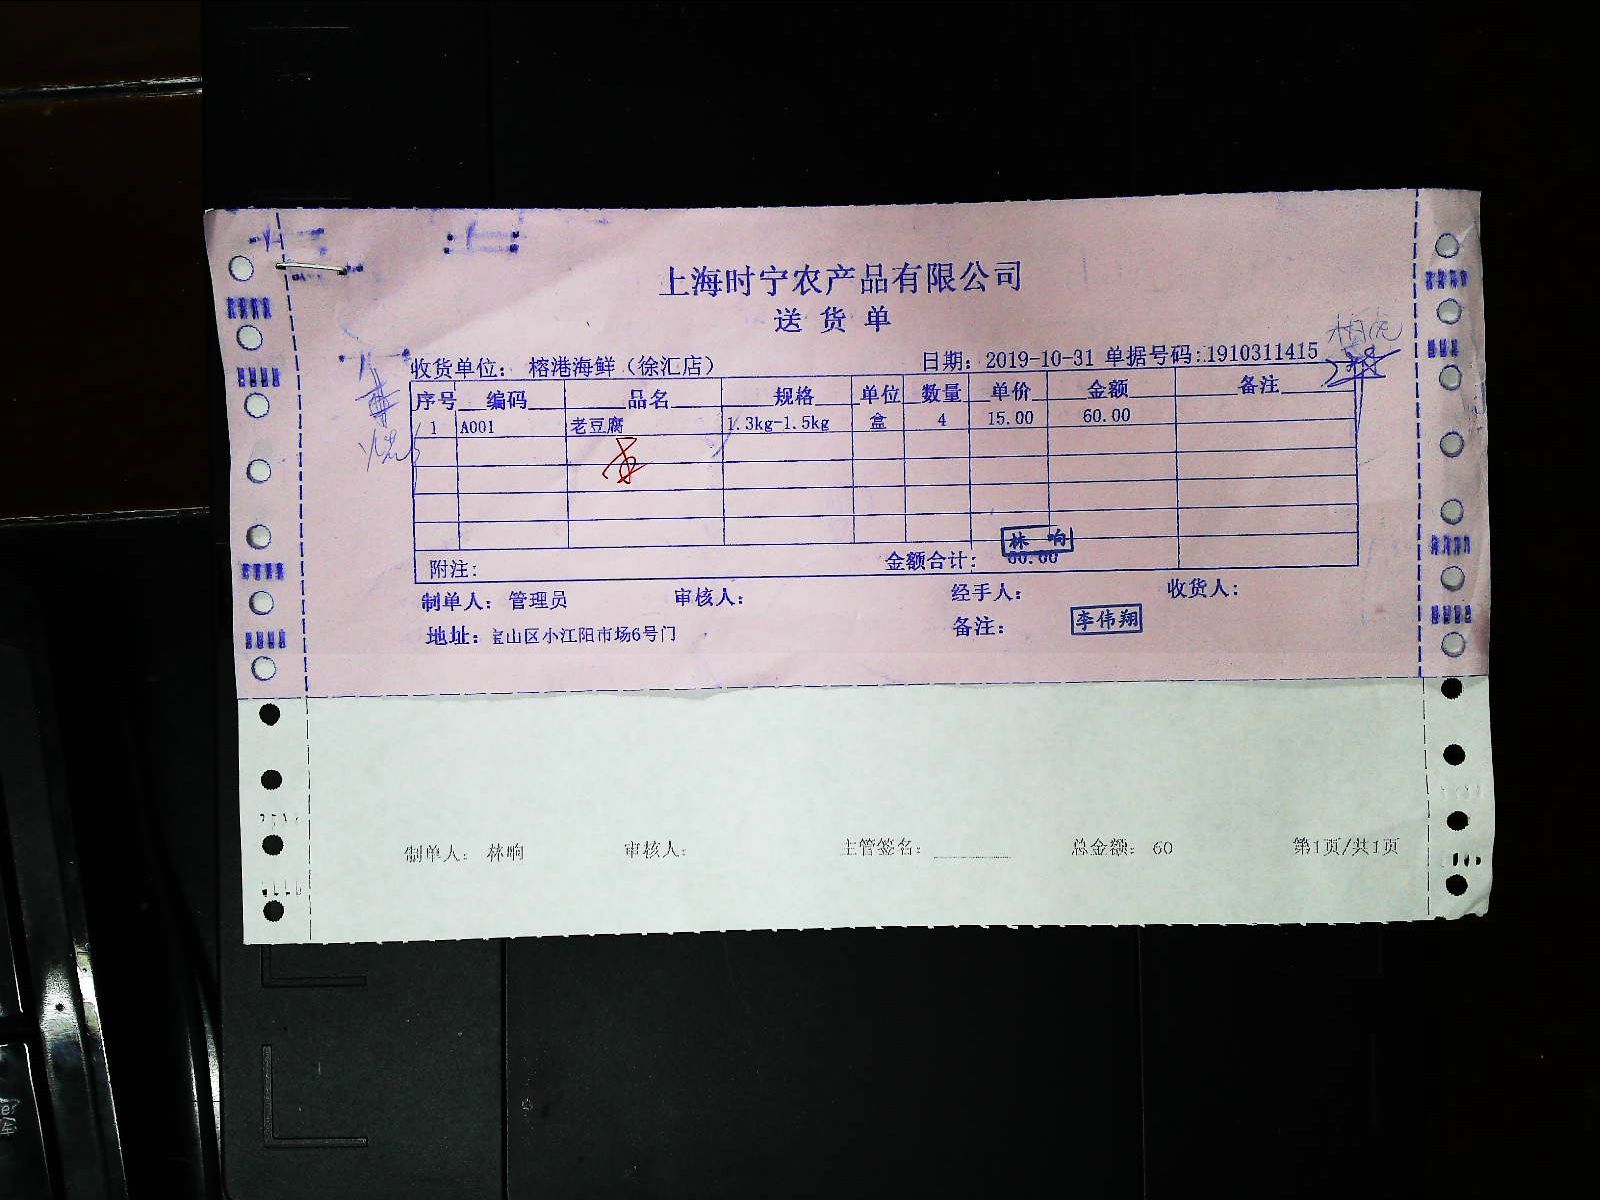 上海时宁农产品有限公司
送货单
收货单位: 榕港海鲜(徐汇店) 日期: 2019-10-31 单据号码:1910311415
序号 编码 品名 规格 单位 数量 单价 金额 备注
1 A001 老豆腐 1.3kg-1.5kg 盒 4 15.00 60.00
林 响
附注: 金额合计: 60.00
制单人: 管理员 审核人: 经手人: 收货人:
地址: 宝山区小江阳市场6号门 备注: 李伟翔
制单人: 林响 审核人: 主管签名: 总金额: 60 第1页/共1页